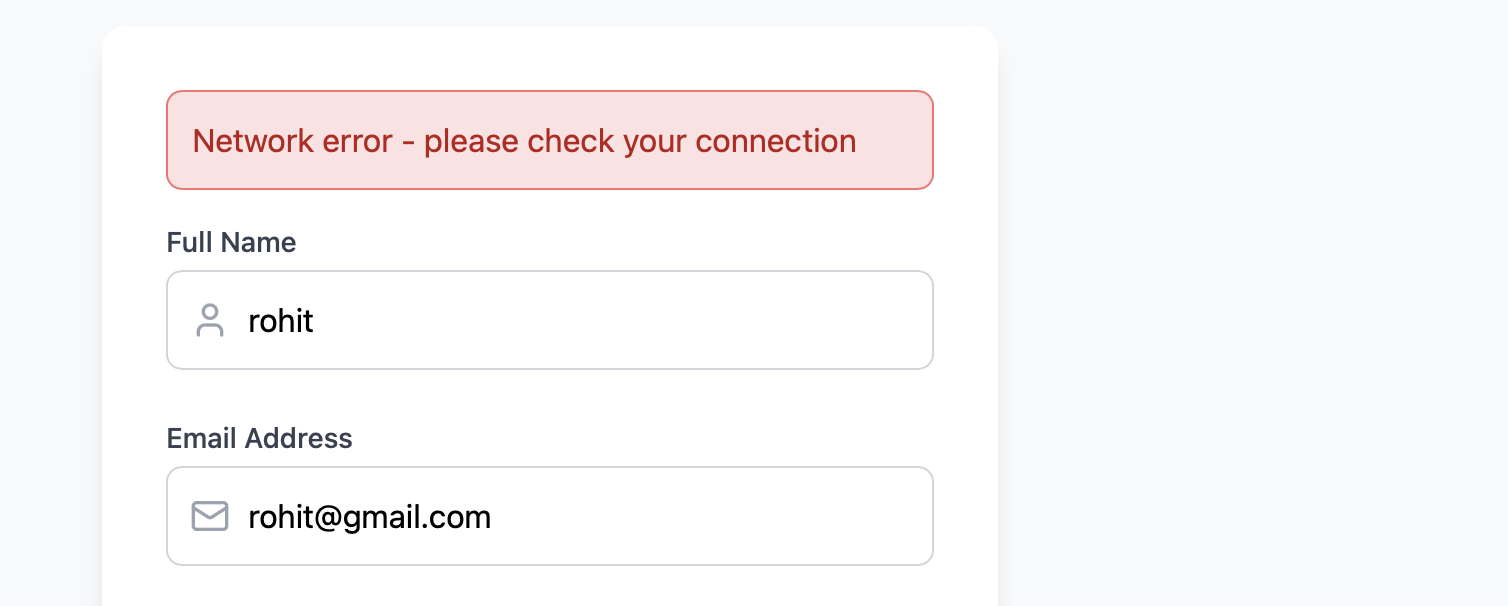 Network error - please check your connection
Full Name
rohit
Email Address
rohit@gmail.com